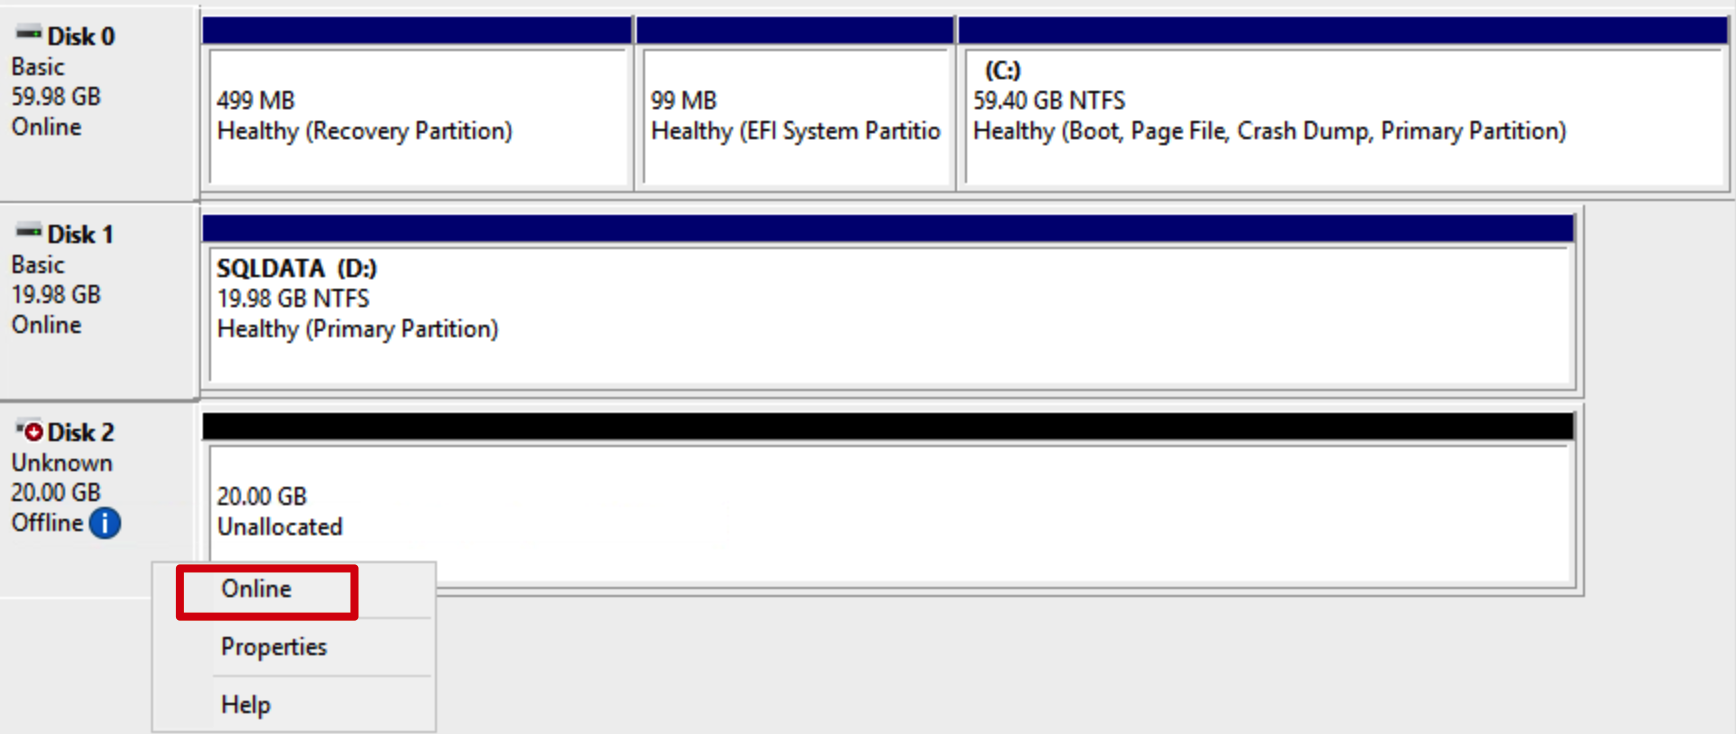 Disk 0
Basic
59.98 GB
Online
499 MB
Healthy (Recovery Partition)
99 MB
Healthy (EFI System Partitio
(C:)
59.40 GB NTFS
Healthy (Boot, Page File, Crash Dump, Primary Partition)
Disk 1
Basic
19.98 GB
Online
SQLDATA (D:)
19.98 GB NTFS
Healthy (Primary Partition)
Disk 2
Unknown
20.00 GB
Offline i
20.00 GB
Unallocated
Online
Properties
Help